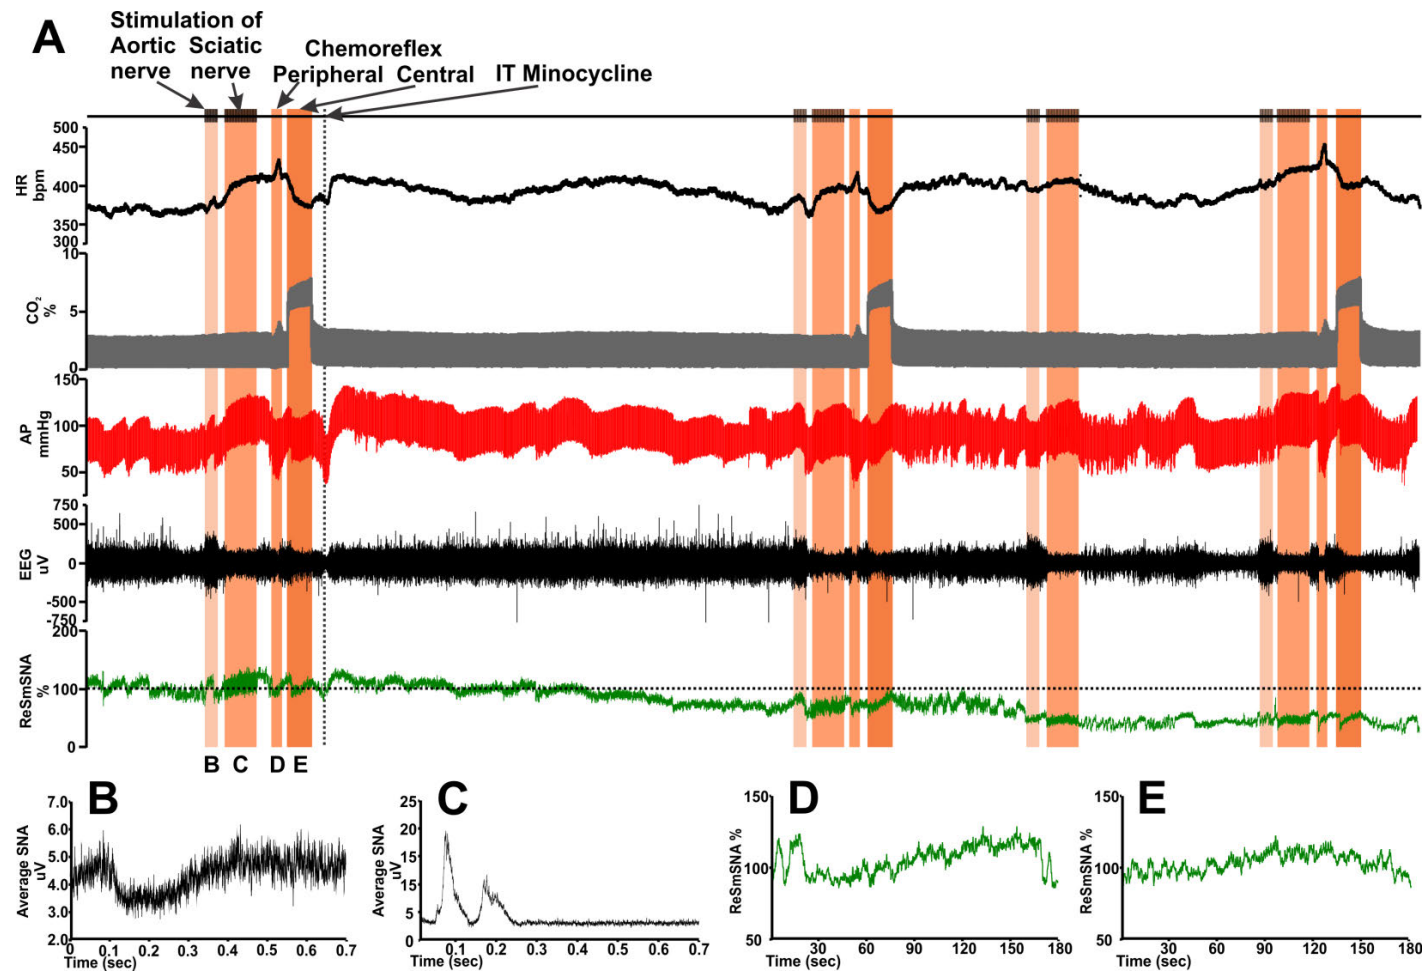 A
Stimulation of
Aortic Sciatic
nerve nerve
Chemoreflex
Peripheral Central
IT Minocycline
500
450
400
350
300
HR
bpm
10
5
0
CO2
%
150
100
50
AP
mmHg
750
500
0
-500
-750
EEG
uV
200
100
0
ReSmSNA
%
B C D E
B
7.0
6.0
5.0
4.0
3.0
2.0
Average SNA
uV
0 0.1 0.2 0.3 0.4 0.5 0.6 0.7
Time (sec)
C
25
20
15
15
5
0
Average SNA
uV
0.1 0.2 0.3 0.4 0.5 0.6 0.7
Time (sec)
D
150
100
50
ReSmSNA %
30 60 90 120 150 180
Time (sec)
E
150
100
50
ReSmSNA %
30 60 90 120 150 180
Time (sec)